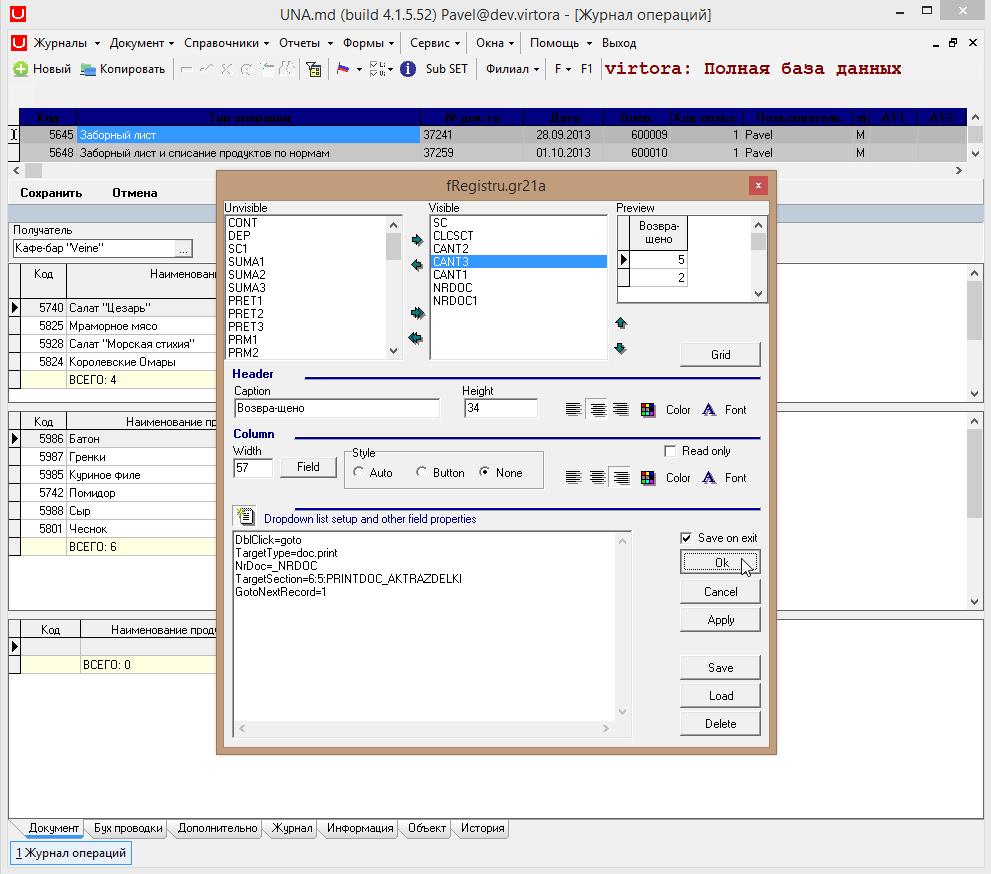 UNA.md (build 4.1.5.52) Pavel@dev.virtora - [Журнал операций]
Журналы Документ Справочники Отчеты Формы Сервис Окна Помощь Выход
Новый Копировать Sub SET Филиал F F1 virtora: Полная база данных
Код Тип операции № док-та Дата Опер. Код польз. Пользователь m АТ1 АТ2
5645 Заборный лист 37241 28.09.2013 600009 1 Pavel M
5648 Заборный лист и списание продуктов по нормам 37259 01.10.2013 600010 1 Pavel M
Сохранить Отмена
Получатель
Кафе-бар "Veine" ...
Код Наименован
5740 Салат "Цезарь"
5825 Мраморное мясо
5928 Салат "Морская стихия"
5824 Королевские Омары
ВСЕГО: 4
Код Наименование пр
5986 Батон
5987 Гренки
5985 Куриное филе
5742 Помидор
5988 Сыр
5801 Чеснок
ВСЕГО: 6
Код Наименование проду
ВСЕГО: 0
fRegistru.gr21a
Unvisible
CONT
DEP
SC1
SUMA1
SUMA2
SUMA3
PRET1
PRET2
PRET3
PRM1
PRM2
Visible
SC
CLCSCT
CANT2
CANT3
CANT1
NRDOC
NRDOC1
Preview
Возвра-
щено
5
2
Grid
Header
Caption Height
Возвра-щено 34 Color A Font
Column
Width Style Read only
57 Field Auto Button None Color A Font
Dropdown list setup and other field properties
DblClick=goto
TargetType=doc.print
NrDoc=_NRDOC
TargetSection=6:5:PRINTDOC_AKTRAZDELKI
GotoNextRecord=1
Save on exit
Ok
Cancel
Apply
Save
Load
Delete
Документ Бух проводки Дополнительно Журнал Информация Объект История
1 Журнал операций